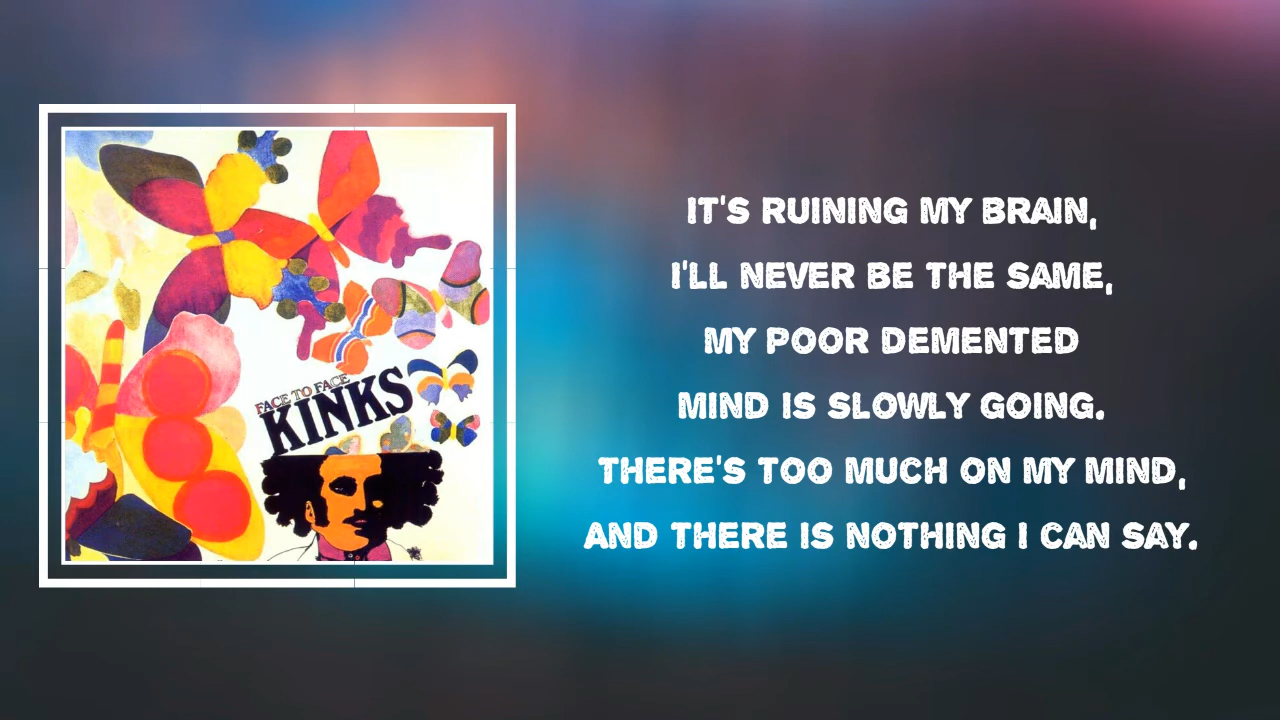 FACE TO FACE
KINKS
IT'S RUINING MY BRAIN,
I'LL NEVER BE THE SAME,
MY POOR DEMENTED
MIND IS SLOWLY GOING.
THERE'S TOO MUCH ON MY MIND,
AND THERE IS NOTHING I CAN SAY.